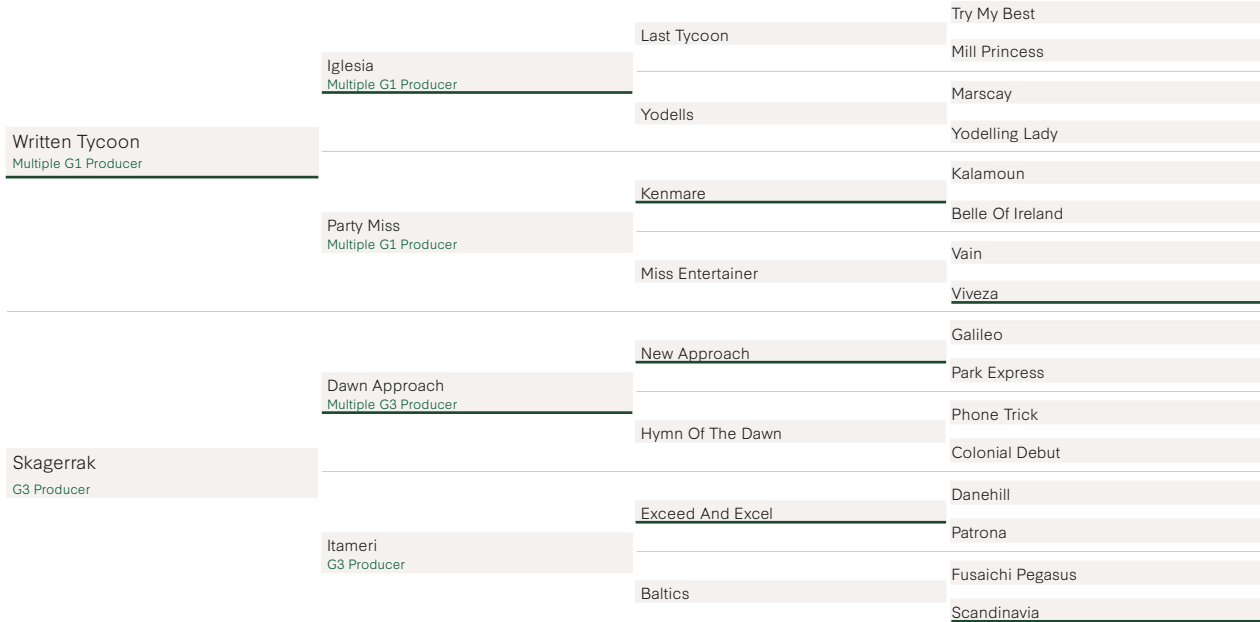 Written Tycoon
Multiple G1 Producer
Skagerrak
G3 Producer
Iglesia
Multiple G1 Producer
Party Miss
Multiple G1 Producer
Dawn Approach
Multiple G3 Producer
Itameri
G3 Producer
Last Tycoon
Yodells
Kenmare
Miss Entertainer
New Approach
Hymn Of The Dawn
Exceed And Excel
Baltics
Try My Best
Mill Princess
Marscay
Yodelling Lady
Kalamoun
Belle Of Ireland
Vain
Viveza
Galileo
Park Express
Phone Trick
Colonial Debut
Danehill
Patrona
Fusaichi Pegasus
Scandinavia